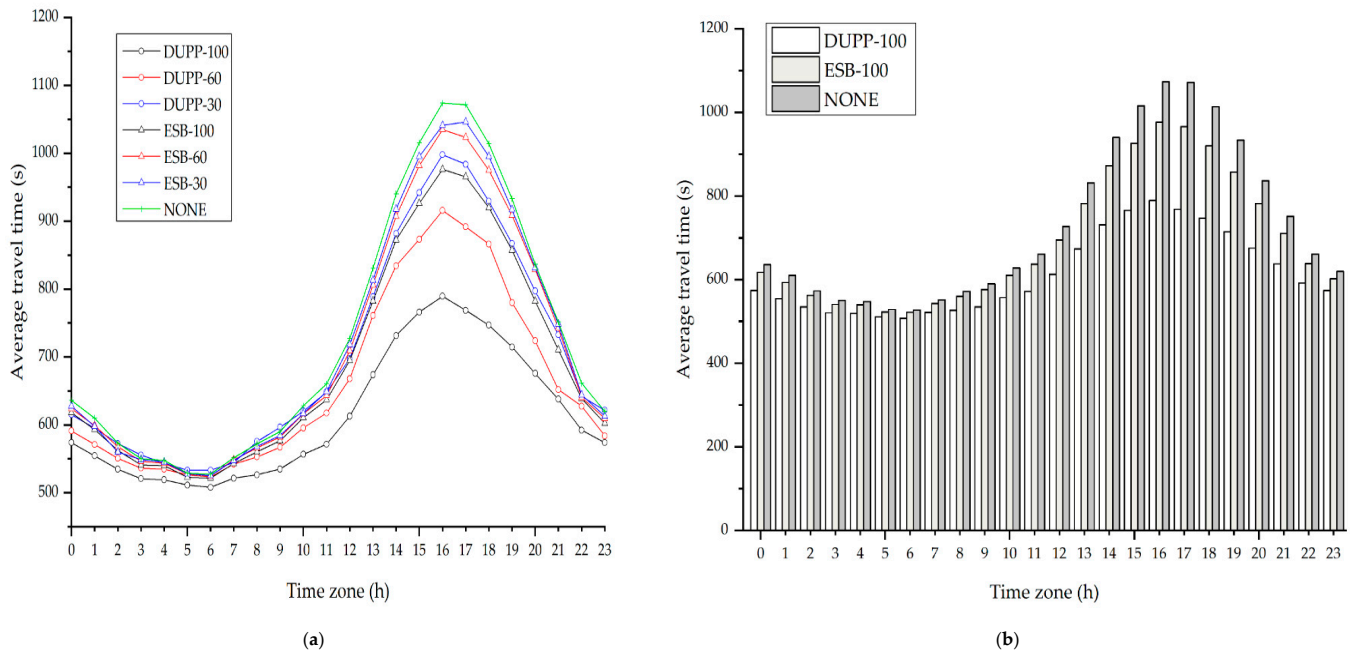 1200
1100
1000
900
800
700
600
500
Average travel time (s)
DUPP-100
DUPP-60
DUPP-30
ESB-100
ESB-60
ESB-30
NONE
0 1 2 3 4 5 6 7 8 9 10 11 12 13 14 15 16 17 18 19 20 21 22 23
Time zone (h)
(a)
1200
1000
800
600
400
200
0
Average travel time (s)
DUPP-100
ESB-100
NONE
0 1 2 3 4 5 6 7 8 9 10 11 12 13 14 15 16 17 18 19 20 21 22 23
Time zone (h)
(b)